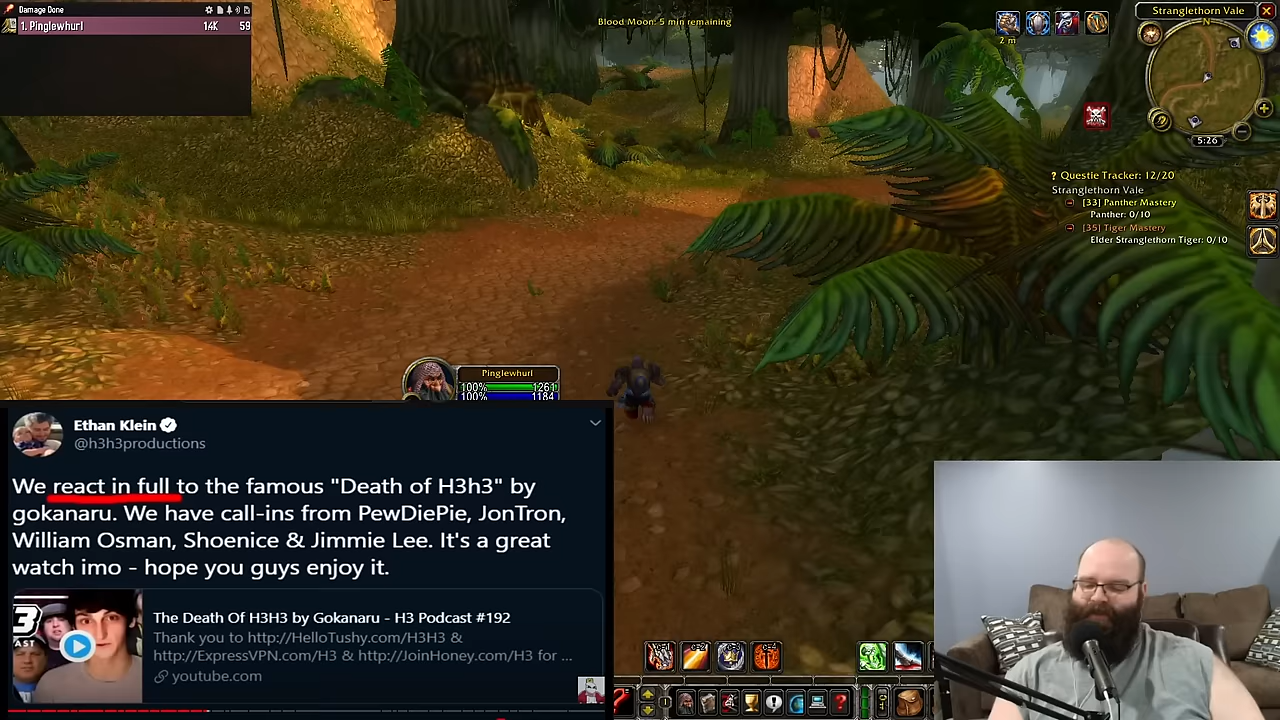 Damage Done
1. Pinglewhurl 1.4K 59
Blood Moon: 5 min remaining
2 m
Stranglethorn Vale
N
5:26
? Questie Tracker: 12/20
Stranglethorn Vale
[33] Panther Mastery
Panther: 0/10
[35] Tiger Mastery
Elder Stranglethorn Tiger: 0/10
Pinglewhurl
100% 1261
100% 1184
Ethan Klein
@h3h3productions
We react in full to the famous "Death of H3h3" by
gokanaru. We have call-ins from PewDiePie, JonTron,
William Osman, Shoenice & Jimmie Lee. It's a great
watch imo - hope you guys enjoy it.
3
AST
The Death Of H3H3 by Gokanaru - H3 Podcast #192
Thank you to http://HelloTushy.com/H3H3 &
http://ExpressVPN.com/H3 & http://JoinHoney.com/H3 for ...
youtube.com